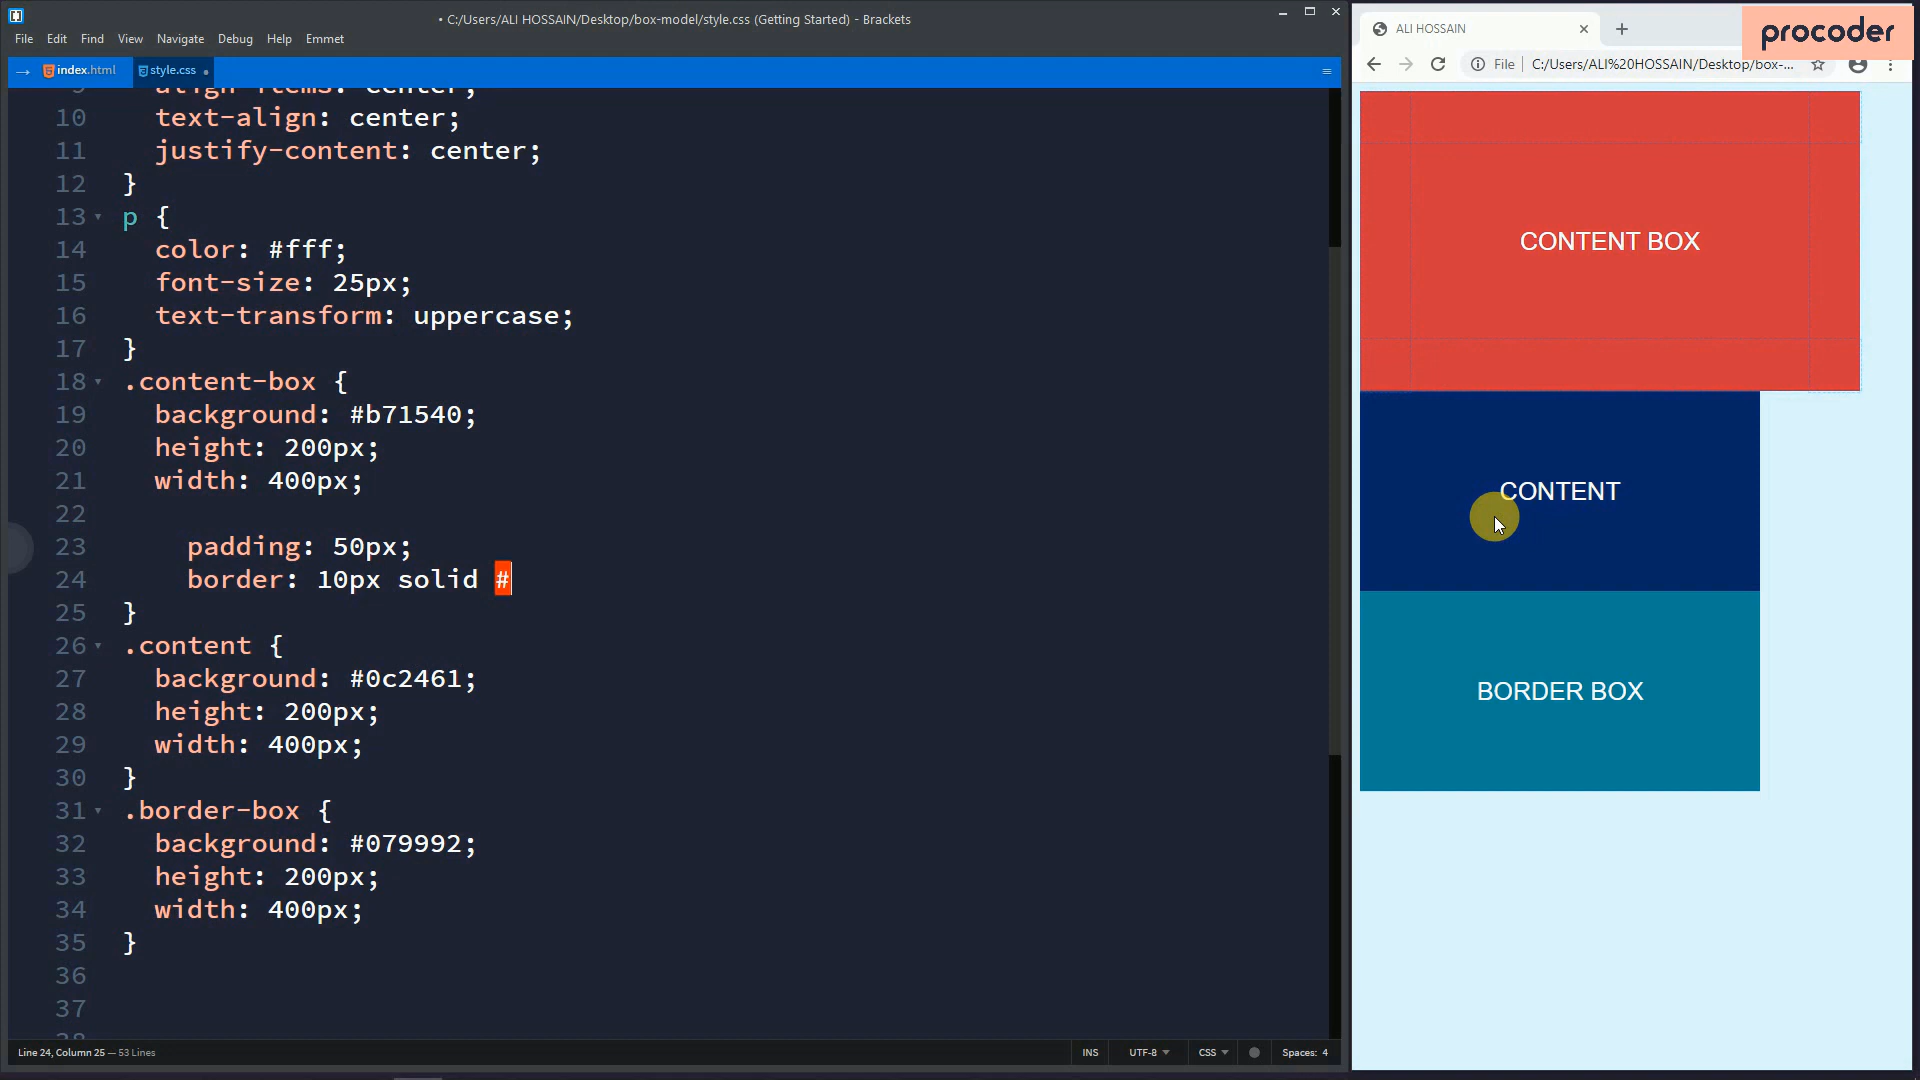 • C:/Users/ALI HOSSAIN/Desktop/box-model/style.css (Getting Started) - Brackets
File Edit Find View Navigate Debug Help Emmet
index.html style.css •
align-items: center;
10 text-align: center;
11 justify-content: center;
12 }
13 p {
14 color: #fff;
15 font-size: 25px;
16 text-transform: uppercase;
17 }
18 .content-box {
19 background: #b71540;
20 height: 200px;
21 width: 400px;
22
23 padding: 50px;
24 border: 10px solid #
25 }
26 .content {
27 background: #0c2461;
28 height: 200px;
29 width: 400px;
30 }
31 .border-box {
32 background: #079992;
33 height: 200px;
34 width: 400px;
35 }
36
37
Line 24, Column 25 — 53 Lines
INS UTF-8 CSS Spaces: 4
ALI HOSSAIN
procoder
File C:/Users/ALI%20HOSSAIN/Desktop/box-...
CONTENT BOX
CONTENT
BORDER BOX